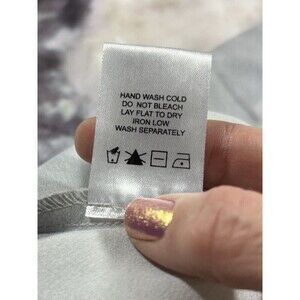 HAND WASH COLD
DO NOT BLEACH
LAY FLAT TO DRY
IRON LOW
WASH SEPARATELY